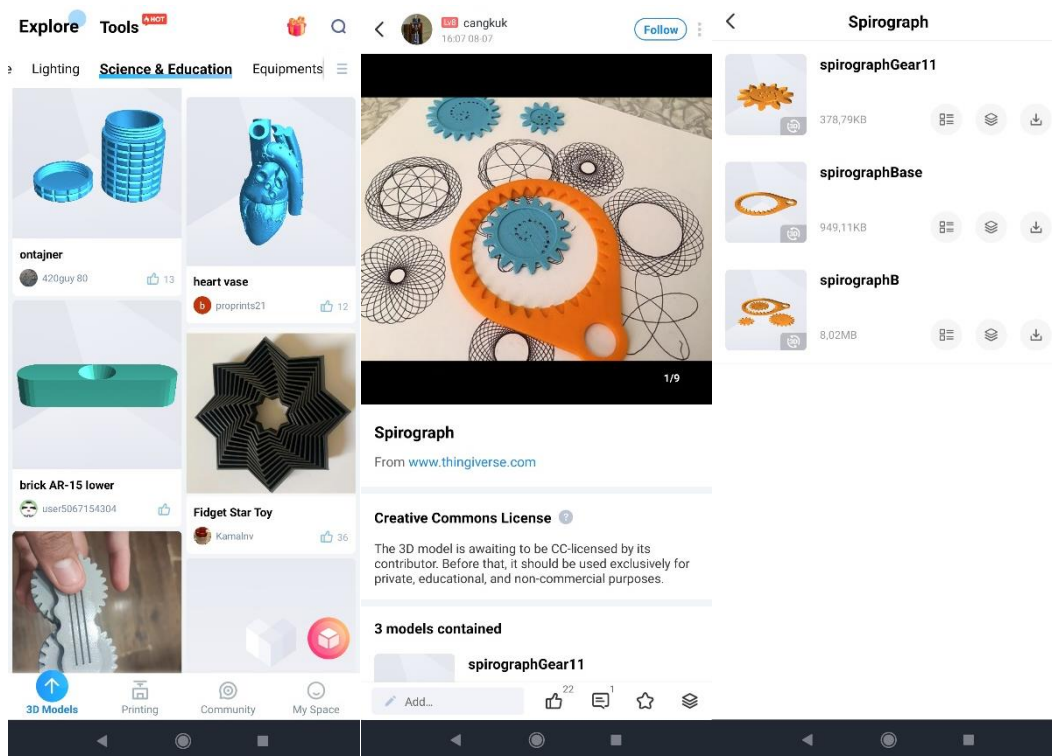 Explore
Tools
HOT
e
Lighting
Science & Education
Equipments
ontajner
420guy 80
13
heart vase
b
proprints21
12
brick AR-15 lower
user5067154304
Fidget Star Toy
Kamalnv
36
3D Models
Printing
Community
My Space
Lv8 cangkuk
16:07 08-07
Follow
1/9
Spirograph
From www.thingiverse.com
Creative Commons License ?
The 3D model is awaiting to be CC-licensed by its
contributor. Before that, it should be used exclusively for
private, educational, and non-commercial purposes.
3 models contained
spirographGear11
Add...
22
1
Spirograph
spirographGear11
378,79KB
3D
spirographBase
949,11KB
3D
spirographB
8,02MB
3D